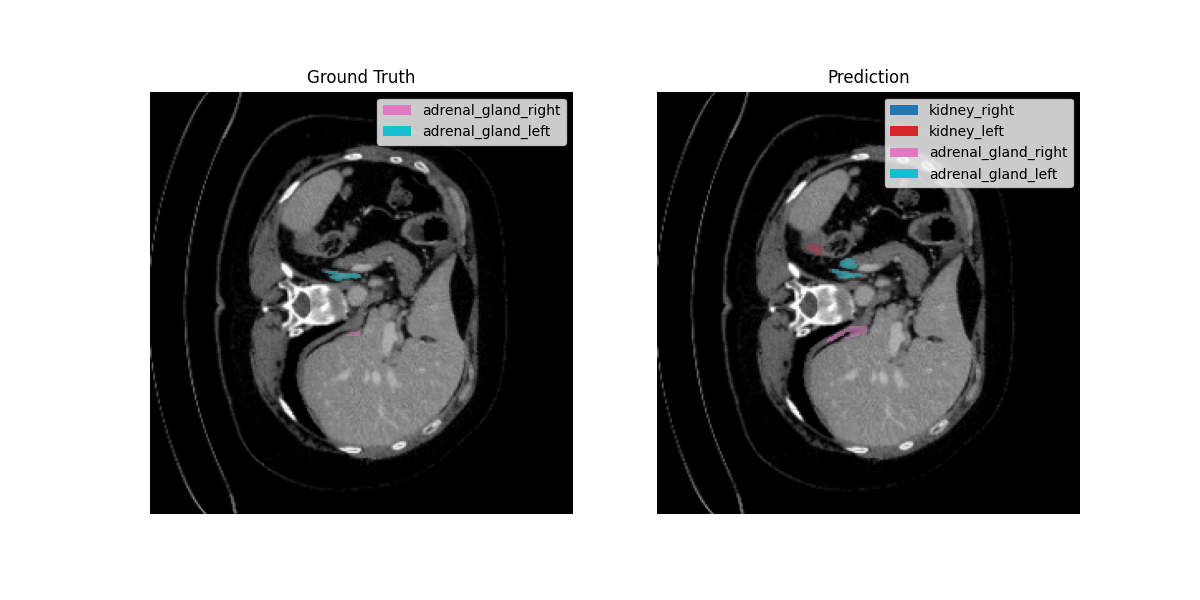 Ground Truth
adrenal_gland_right
adrenal_gland_left
Prediction
kidney_right
kidney_left
adrenal_gland_right
adrenal_gland_left